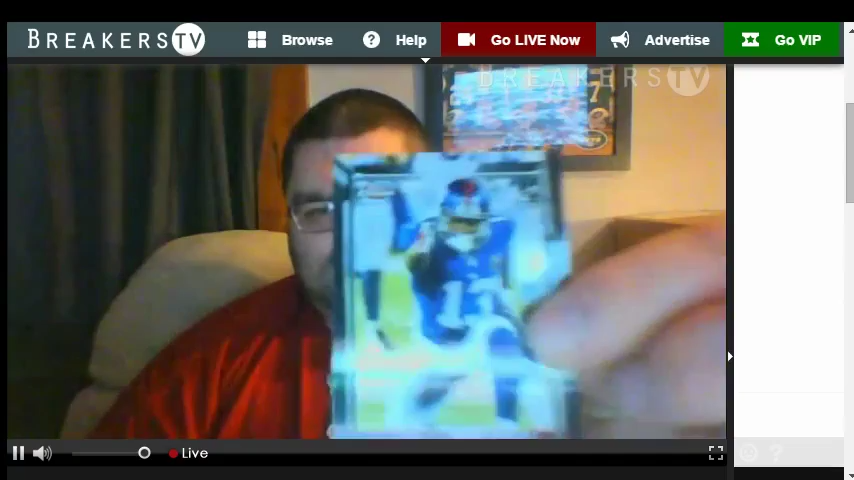 BREAKERSTV
Browse
Help
Go LIVE Now
Advertise
Go VIP
BREAKERSTV
Live